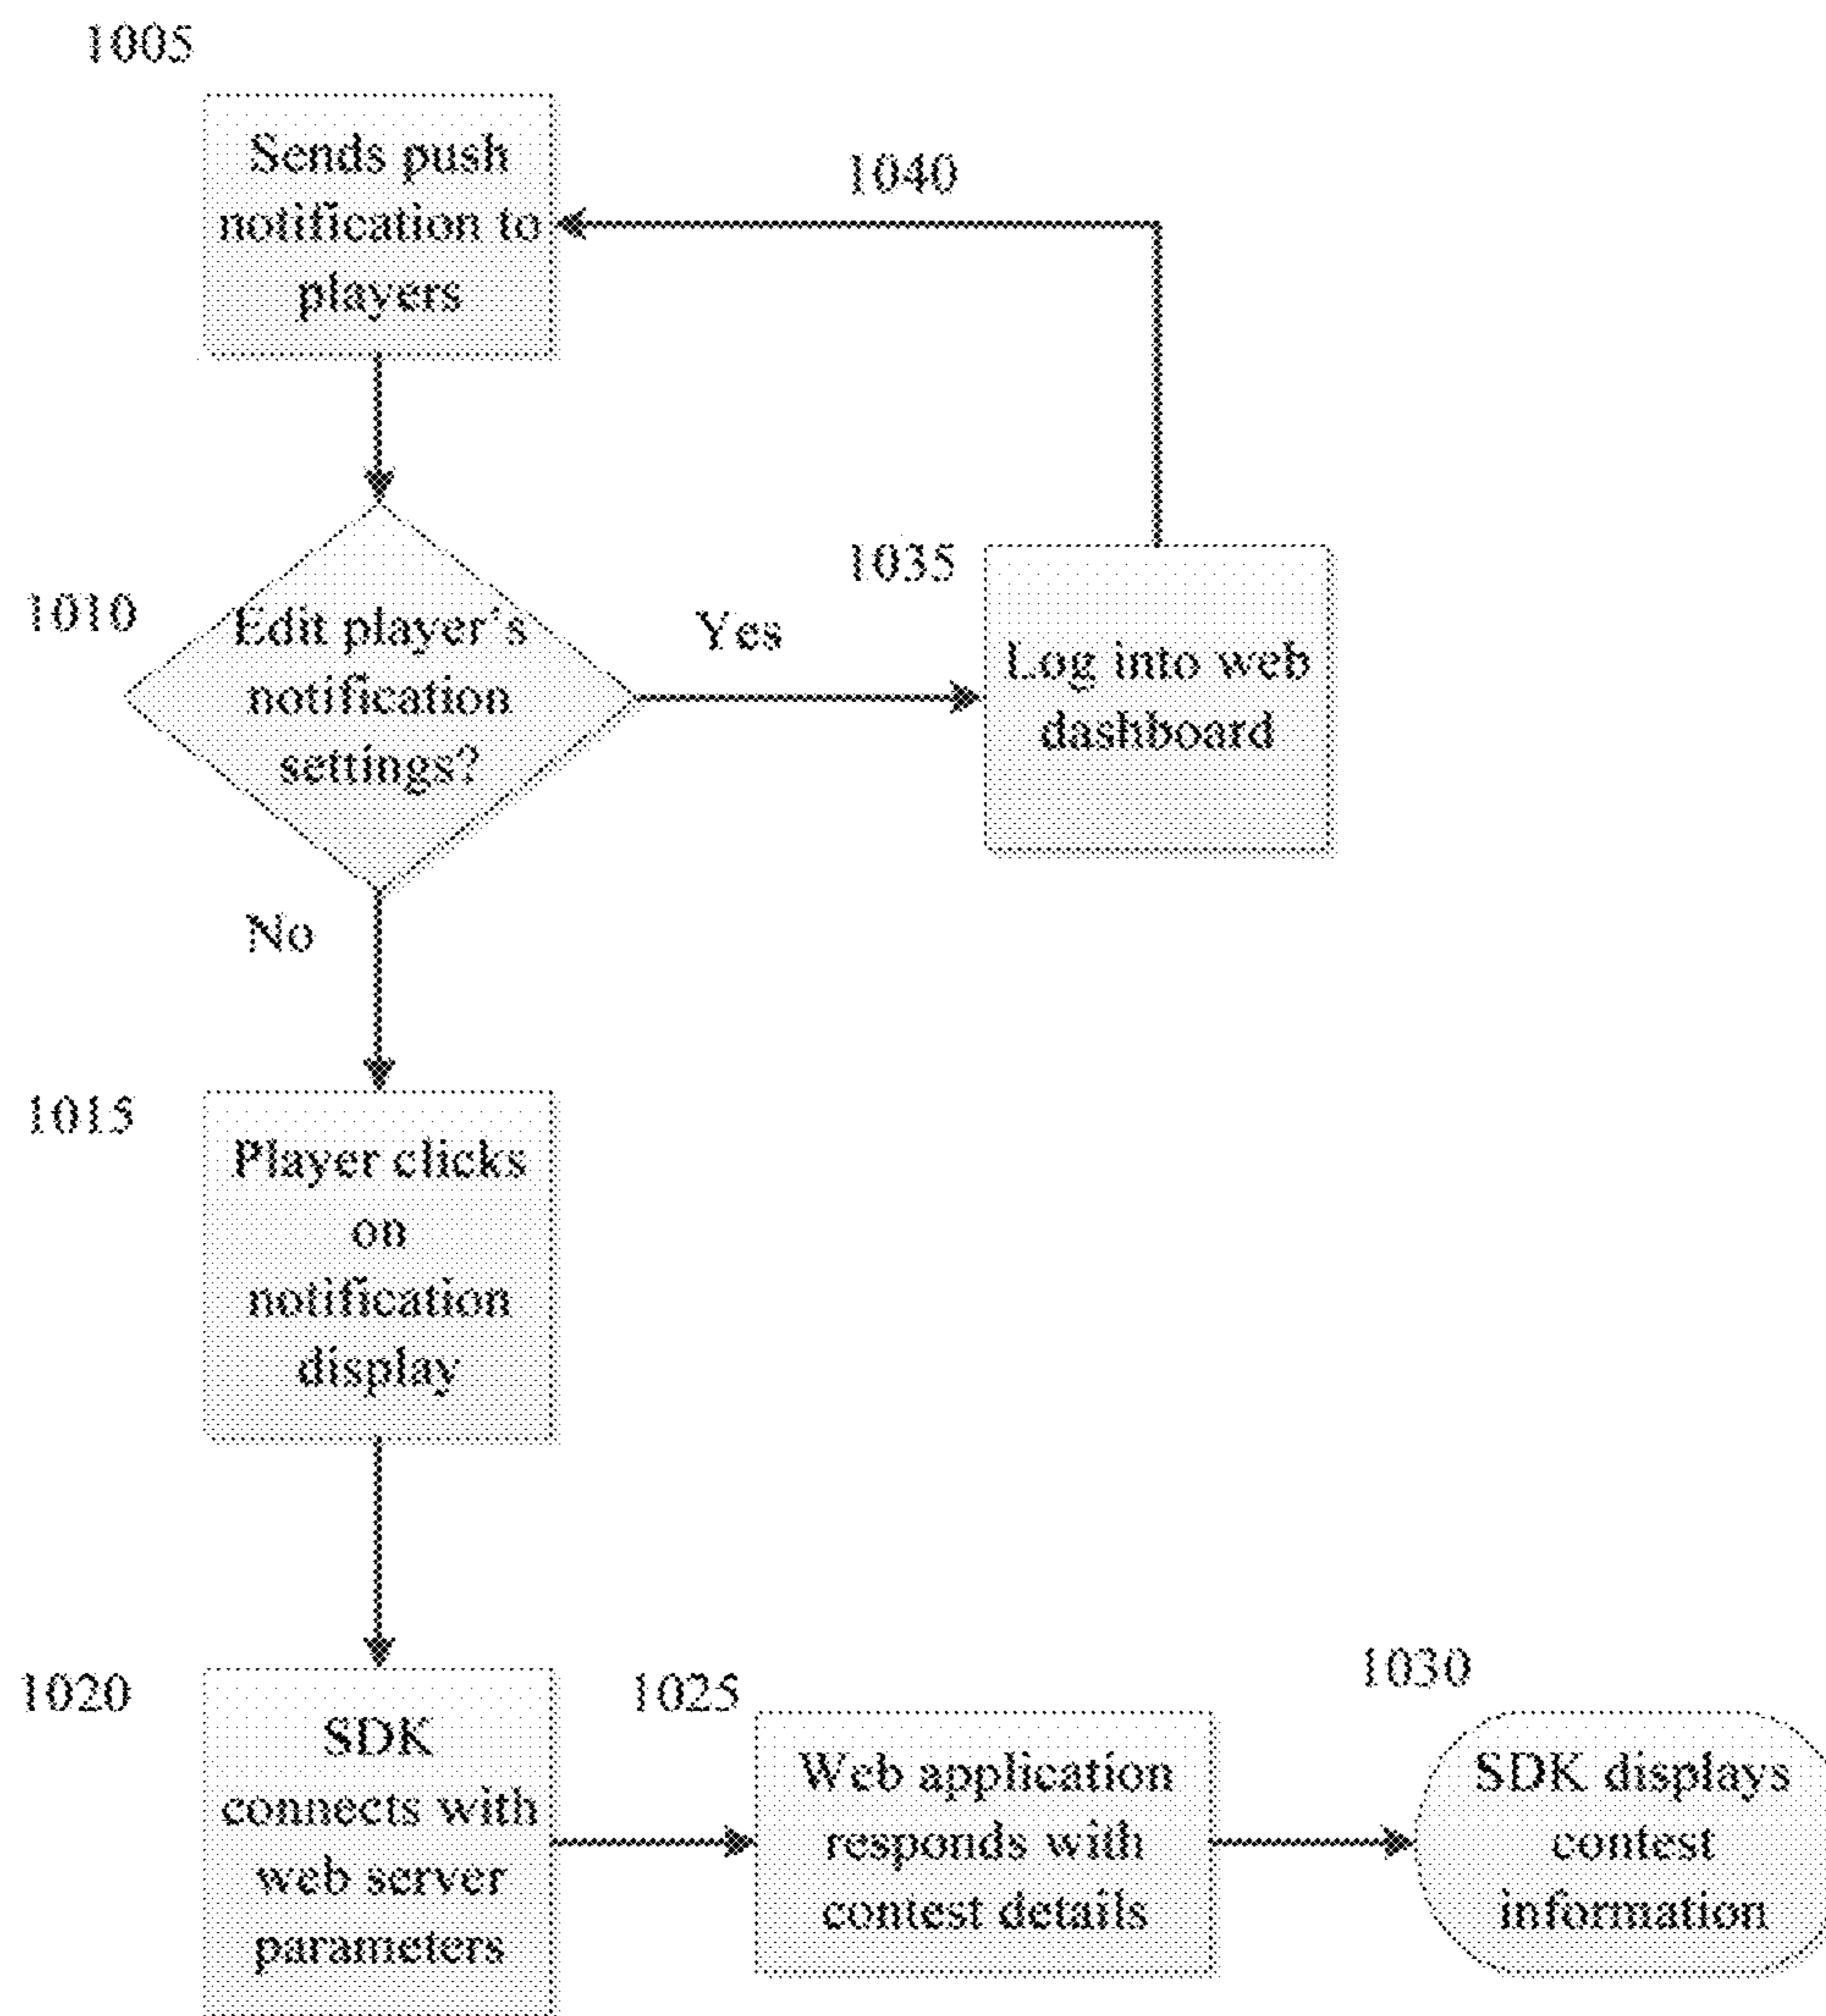 1005
Sends push
notification to
players
1040
1010
Edit player's
notification
settings?
Yes
1035
Log into web
dashboard
No
1015
Player clicks
on
notification
display
1020
SDK
connects with
web server
parameters
1025
Web application
responds with
contest details
1030
SDK displays
contest
information